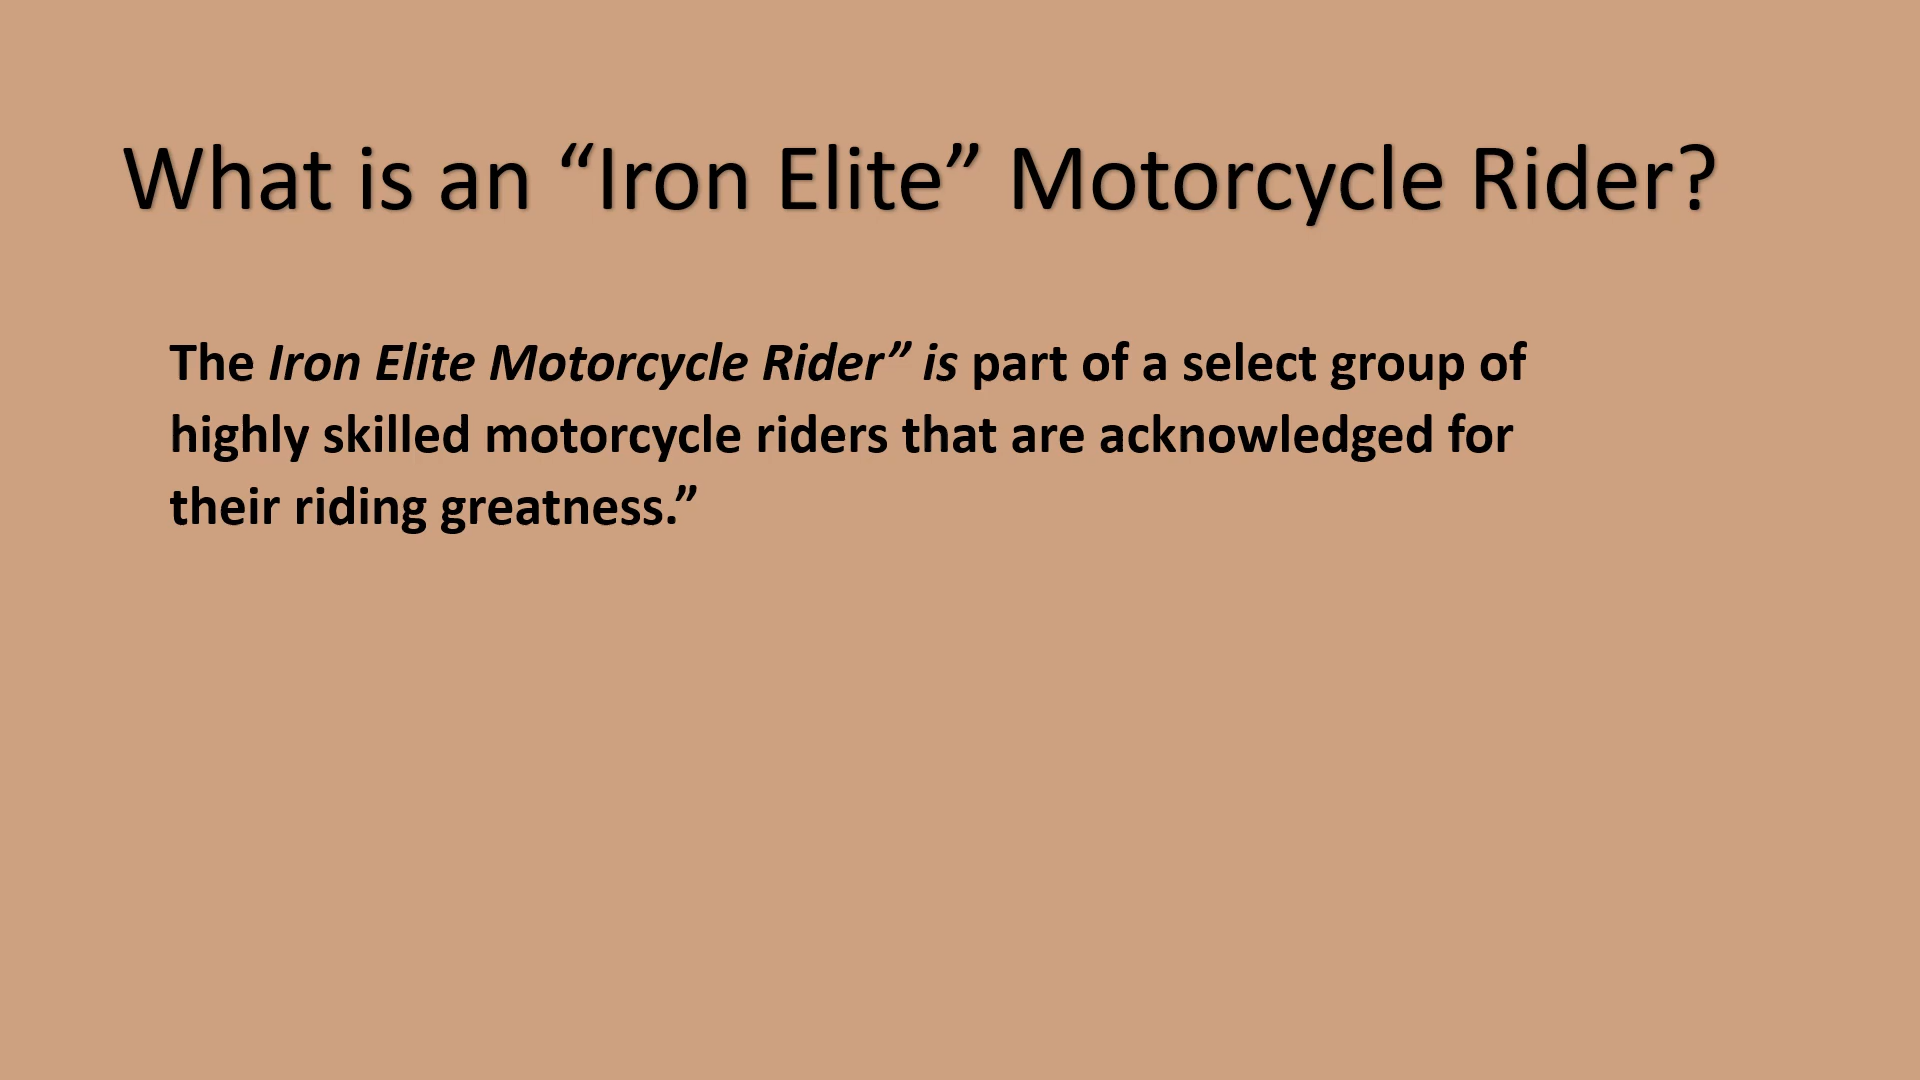 What is an “Iron Elite” Motorcycle Rider?
The Iron Elite Motorcycle Rider” is part of a select group of
highly skilled motorcycle riders that are acknowledged for
their riding greatness.”